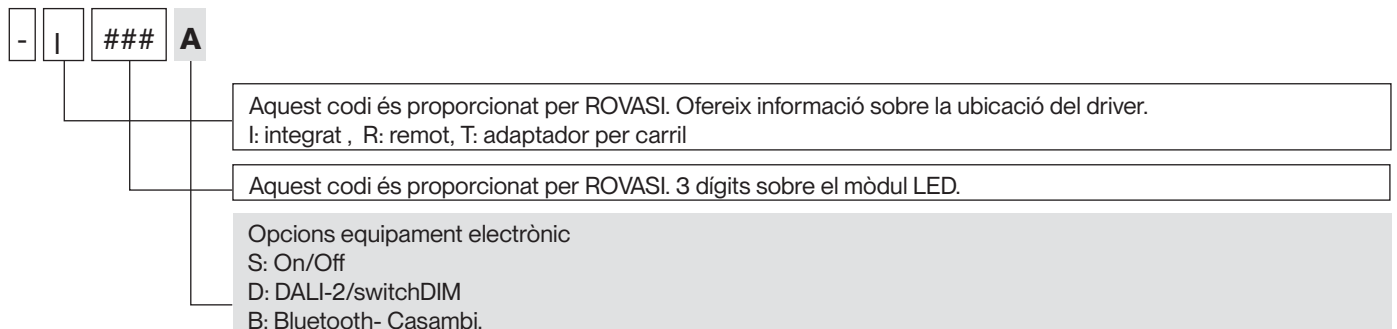 - I ### A
Aquest codi és proporcionat per ROVASI. Ofereix informació sobre la ubicació del driver.
I: integrat , R: remot, T: adaptador per carril
Aquest codi és proporcionat per ROVASI. 3 dígits sobre el mòdul LED.
Opcions equipament electrònic
S: On/Off
D: DALI-2/switchDIM
B: Bluetooth- Casambi.